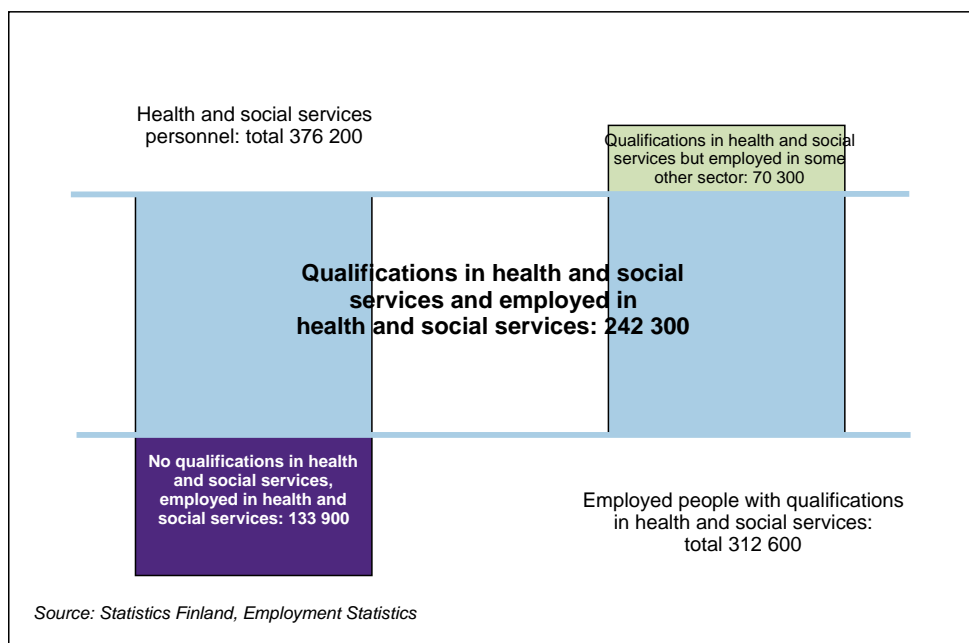 Health and social services
personnel: total 376 200
Qualifications in health and social
services but employed in some
other sector: 70 300
Qualifications in health and social
services and employed in
health and social services: 242 300
No qualifications in health
and social services,
employed in health and
social services: 133 900
Employed people with qualifications
in health and social services:
total 312 600
Source: Statistics Finland, Employment Statistics